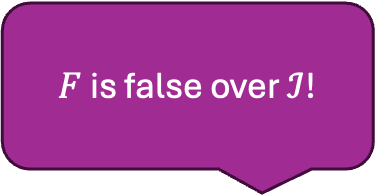 𝐹 is false over ℐ!